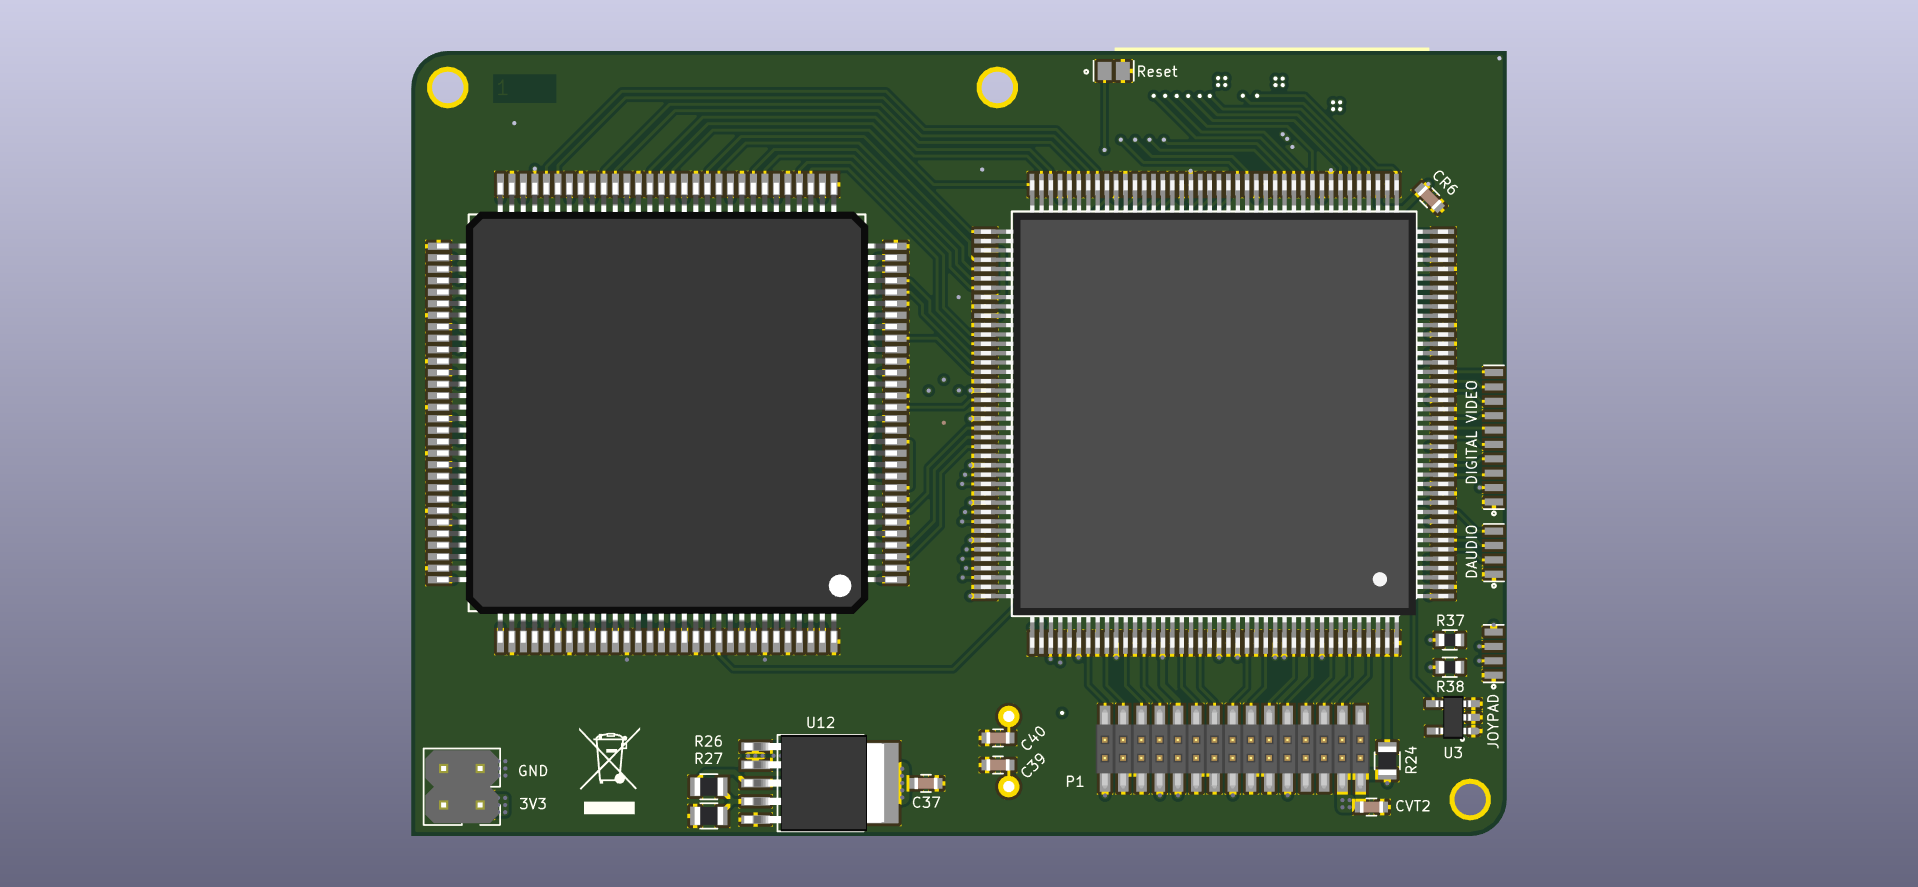 1
Reset
CR6
DIGITAL VIDEO
DAUDIO
R37
R38
JOYPAD
U3
U12
R26
R27
GND
3V3
C37
C40
C39
P1
R24
CVT2